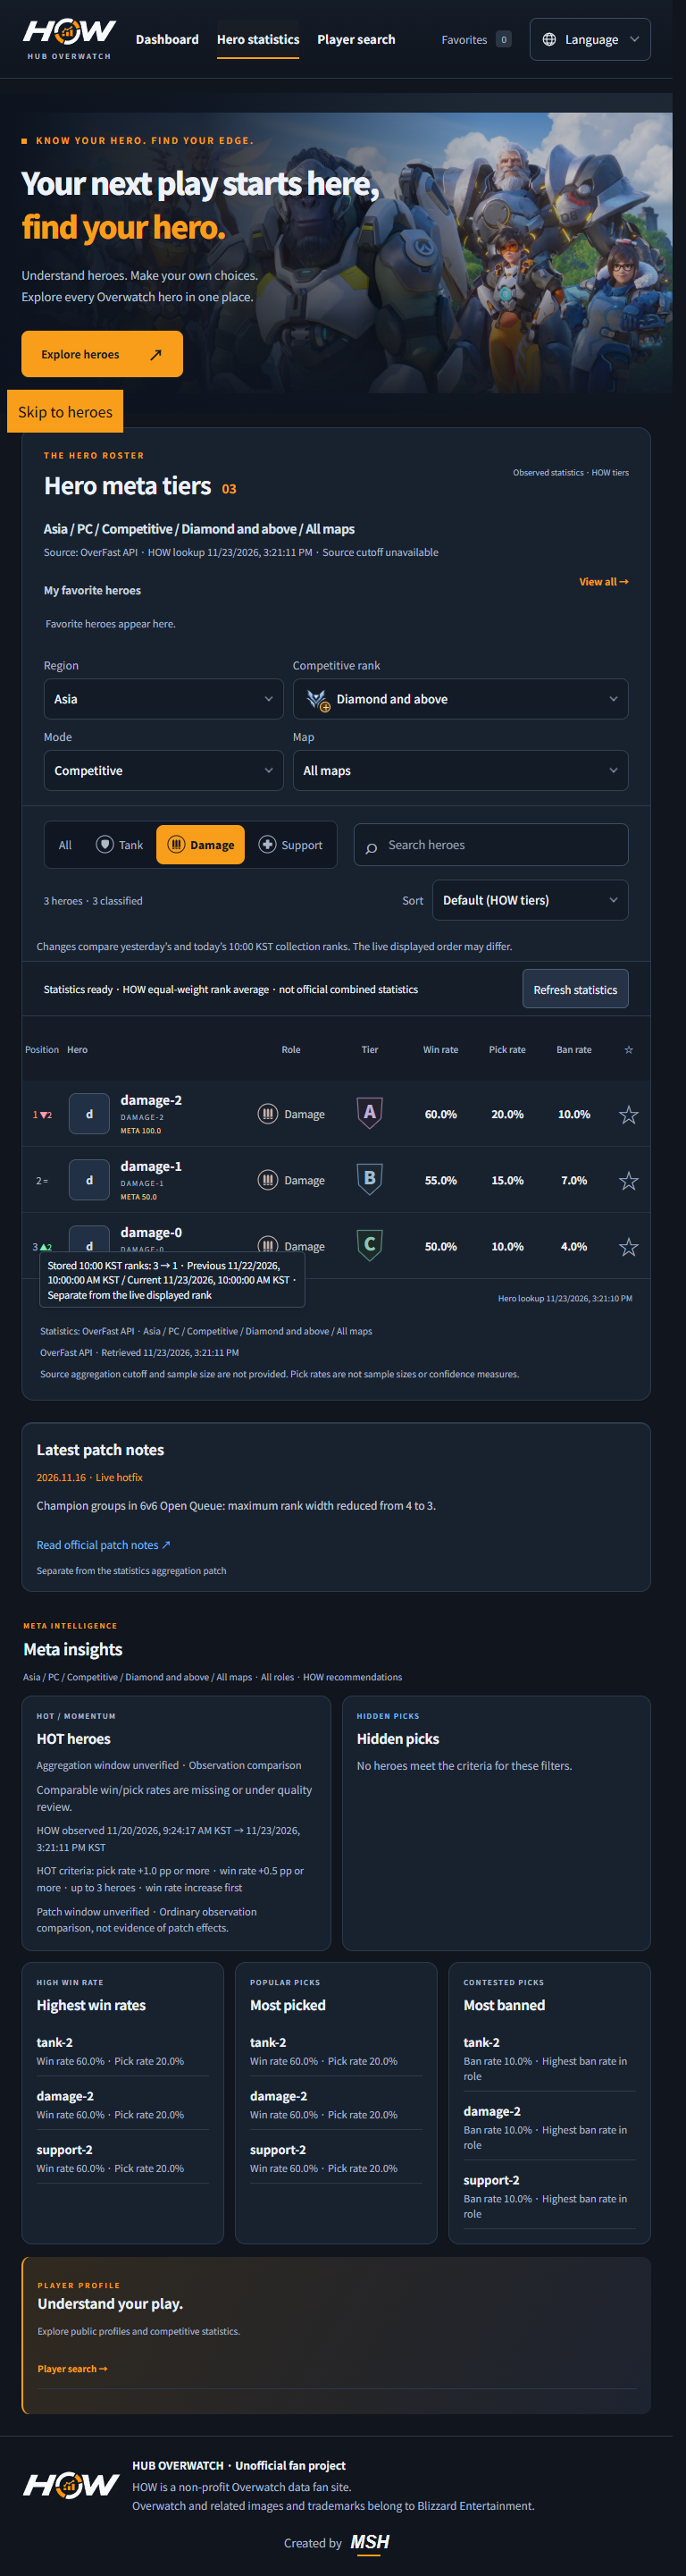 HOW
HUB OVERWATCH
Dashboard
Hero statistics
Player search
Favorites 0
Language
KNOW YOUR HERO. FIND YOUR EDGE.
Your next play starts here,
find your hero.
Understand heroes. Make your own choices.
Explore every Overwatch hero in one place.
Explore heroes ↗
Skip to heroes
THE HERO ROSTER
Hero meta tiers 03
Observed statistics · HOW tiers
Asia / PC / Competitive / Diamond and above / All maps
Source: OverFast API · HOW lookup 11/23/2026, 3:21:11 PM · Source cutoff unavailable
My favorite heroes
View all →
Favorite heroes appear here.
Region
Competitive rank
Asia
Diamond and above
Mode
Map
Competitive
All maps
All
Tank
Damage
Support
Search heroes
3 heroes · 3 classified
Sort
Default (HOW tiers)
Changes compare yesterday's and today's 10:00 KST collection ranks. The live displayed order may differ.
Statistics ready · HOW equal-weight rank average · not official combined statistics
Refresh statistics
Position Hero Role Tier Win rate Pick rate Ban rate ☆
1 ▼2 d damage-2 Damage A 60.0% 20.0% 10.0% ☆
DAMAGE-2
META 100.0
2 = d damage-1 Damage B 55.0% 15.0% 7.0% ☆
DAMAGE-1
META 50.0
3 ▲2 d damage-0 Damage C 50.0% 10.0% 4.0% ☆
DAMAGE-0
Stored 10:00 KST ranks: 3 → 1 · Previous 11/22/2026,
10:00:00 AM KST / Current 11/23/2026, 10:00:00 AM KST ·
Separate from the live displayed rank
Hero lookup 11/23/2026, 3:21:10 PM
Statistics: OverFast API · Asia / PC / Competitive / Diamond and above / All maps
OverFast API · Retrieved 11/23/2026, 3:21:11 PM
Source aggregation cutoff and sample size are not provided. Pick rates are not sample sizes or confidence measures.
Latest patch notes
2026.11.16 · Live hotfix
Champion groups in 6v6 Open Queue: maximum rank width reduced from 4 to 3.
Read official patch notes ↗
Separate from the statistics aggregation patch
META INTELLIGENCE
Meta insights
Asia / PC / Competitive / Diamond and above / All maps · All roles · HOW recommendations
HOT / MOMENTUM
HOT heroes
Aggregation window unverified · Observation comparison
Comparable win/pick rates are missing or under quality
review.
HOW observed 11/20/2026, 9:24:17 AM KST → 11/23/2026,
3:21:11 PM KST
HOT criteria: pick rate +1.0 pp or more · win rate +0.5 pp or
more · up to 3 heroes · win rate increase first
Patch window unverified · Ordinary observation
comparison, not evidence of patch effects.
HIDDEN PICKS
Hidden picks
No heroes meet the criteria for these filters.
HIGH WIN RATE
Highest win rates
tank-2
Win rate 60.0% · Pick rate 20.0%
damage-2
Win rate 60.0% · Pick rate 20.0%
support-2
Win rate 60.0% · Pick rate 20.0%
POPULAR PICKS
Most picked
tank-2
Win rate 60.0% · Pick rate 20.0%
damage-2
Win rate 60.0% · Pick rate 20.0%
support-2
Win rate 60.0% · Pick rate 20.0%
CONTESTED PICKS
Most banned
tank-2
Ban rate 10.0% · Highest ban rate in
role
damage-2
Ban rate 10.0% · Highest ban rate in
role
support-2
Ban rate 10.0% · Highest ban rate in
role
PLAYER PROFILE
Understand your play.
Explore public profiles and competitive statistics.
Player search →
HOW
HUB OVERWATCH · Unofficial fan project
HOW is a non-profit Overwatch data fan site.
Overwatch and related images and trademarks belong to Blizzard Entertainment.
Created by MSH